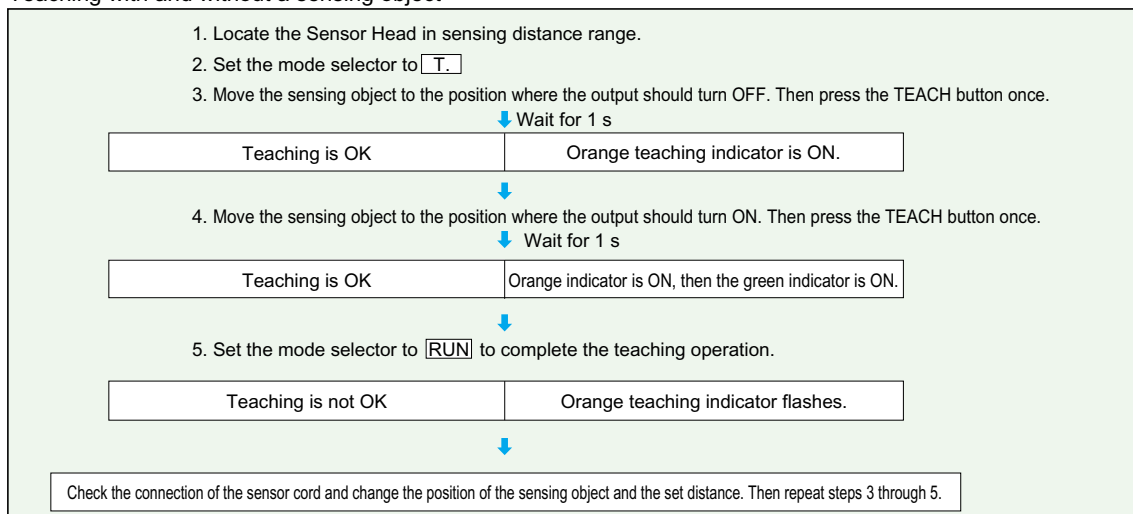 Teaching with and without a sensing object
1. Locate the Sensor Head in sensing distance range.
2. Set the mode selector to T.
3. Move the sensing object to the position where the output should turn OFF. Then press the TEACH button once.
Wait for 1 s
Teaching is OK Orange teaching indicator is ON.
4. Move the sensing object to the position where the output should turn ON. Then press the TEACH button once.
Wait for 1 s
Teaching is OK Orange indicator is ON, then the green indicator is ON.
5. Set the mode selector to RUN to complete the teaching operation.
Teaching is not OK Orange teaching indicator flashes.
Check the connection of the sensor cord and change the position of the sensing object and the set distance. Then repeat steps 3 through 5.